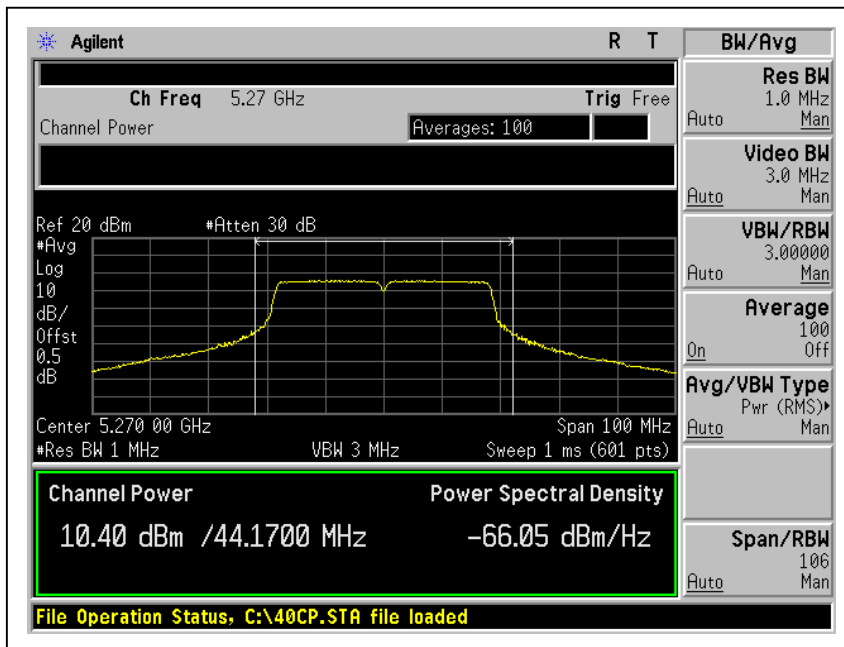 Agilent R T
Ch Freq 5.27 GHz Trig Free
Channel Power Averages: 100
Ref 20 dBm #Atten 30 dB
#Avg
Log
10
dB/
Offst
0.5
dB
Center 5.270 00 GHz Span 100 MHz
#Res BW 1 MHz VBW 3 MHz Sweep 1 ms (601 pts)
Channel Power Power Spectral Density
10.40 dBm /44.1700 MHz -66.05 dBm/Hz
File Operation Status, C:\40CP.STA file loaded
BW/Avg
Res BW
1.0 MHz
Auto Man
Video BW
3.0 MHz
Auto Man
VBW/RBW
3.00000
Auto Man
Average
100
On Off
Avg/VBW Type
Pwr (RMS)▸
Auto Man
Span/RBW
106
Auto Man